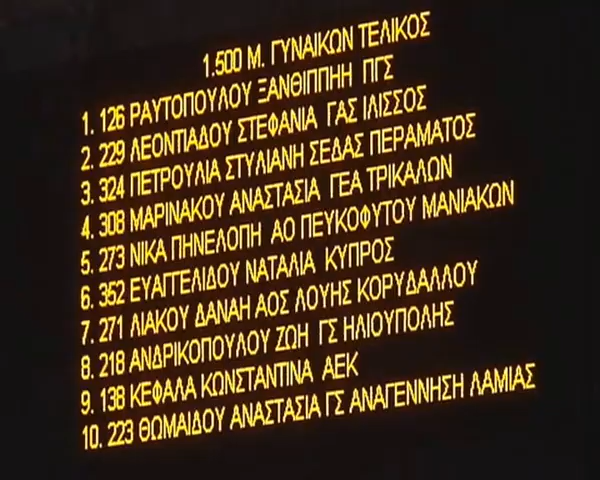 1.500 Μ. ΓΥΝΑΙΚΩΝ ΤΕΛΙΚΟΣ
1. 126 ΡΑΥΤΟΠΟΥΛΟΥ ΞΑΝΘΙΠΠΗ ΠΓΣ
2. 229 ΛΕΟΝΤΙΑΔΟΥ ΣΤΕΦΑΝΙΑ ΓΑΣ ΙΛΙΣΣΟΣ
3. 324 ΠΕΤΡΟΥΛΙΑ ΣΤΥΛΙΑΝΗ ΣΕΔΑΣ ΠΕΡΑΜΑΤΟΣ
4. 308 ΜΑΡΙΝΑΚΟΥ ΑΝΑΣΤΑΣΙΑ ΓΕΑ ΤΡΙΚΑΛΩΝ
5. 273 ΝΙΚΑ ΠΗΝΕΛΟΠΗ ΑΟ ΠΕΥΚΟΦΥΤΟΥ ΜΑΝΙΑΚΩΝ
6. 352 ΕΥΑΓΓΕΛΙΔΟΥ ΝΑΤΑΛΙΑ ΚΥΠΡΟΣ
7. 271 ΛΙΑΚΟΥ ΔΑΝΑΗ ΑΟΣ ΛΟΥΗΣ ΚΟΡΥΔΑΛΛΟΥ
8. 218 ΑΝΔΡΙΚΟΠΟΥΛΟΥ ΖΩΗ ΓΣ ΗΛΙΟΥΠΟΛΗΣ
9. 138 ΚΕΦΑΛΑ ΚΩΝΣΤΑΝΤΙΝΑ ΑΕΚ
10. 223 ΘΩΜΑΙΔΟΥ ΑΝΑΣΤΑΣΙΑ ΓΣ ΑΝΑΓΕΝΝΗΣΗ ΛΑΜΙΑΣ